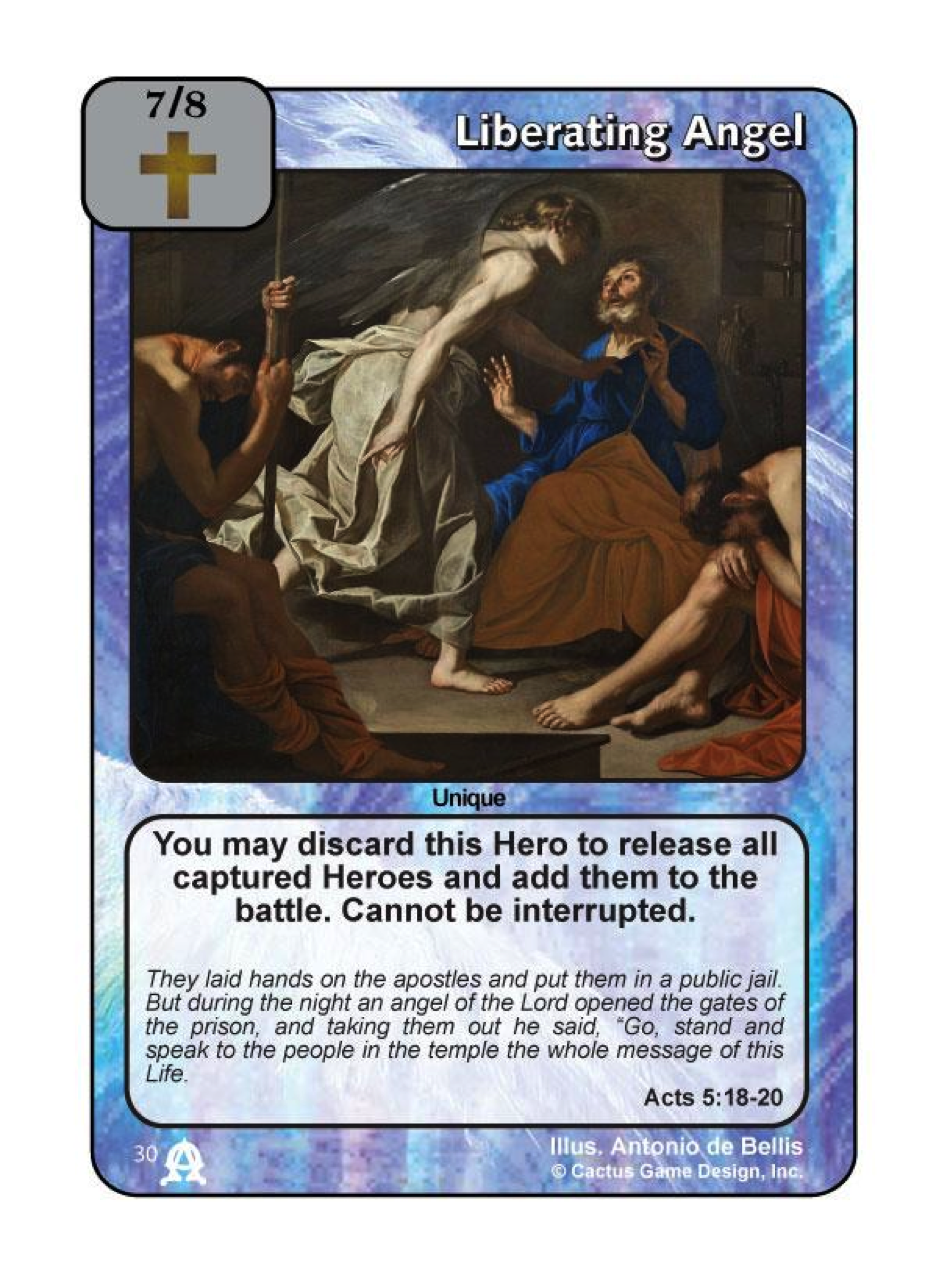 7/8
Liberating Angel
Unique
You may discard this Hero to release all
captured Heroes and add them to the
battle. Cannot be interrupted.
They laid hands on the apostles and put them in a public jail.
But during the night an angel of the Lord opened the gates of
the prison, and taking them out he said, “Go, stand and
speak to the people in the temple the whole message of this
Life.
Acts 5:18-20
30
Illus. Antonio de Bellis
© Cactus Game Design, Inc.